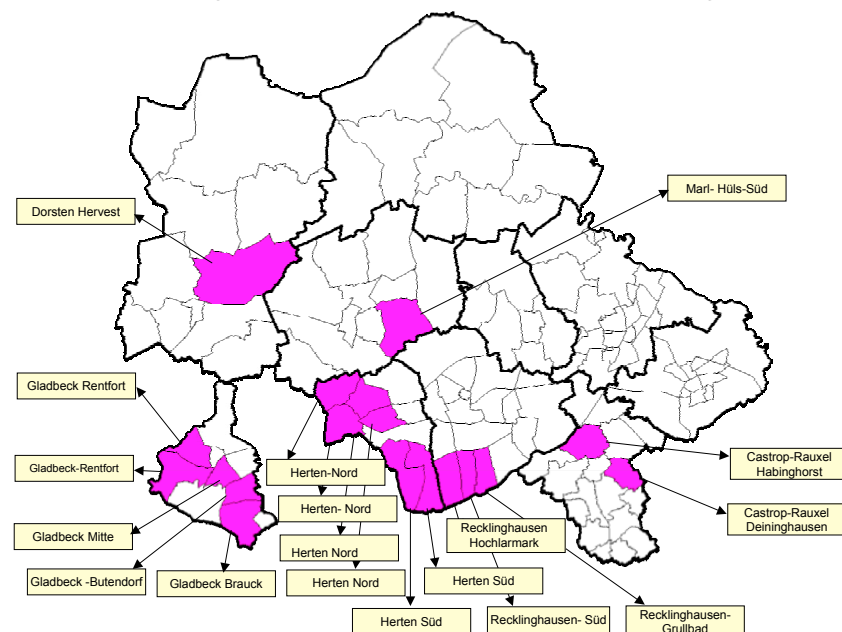 Marl- Hüls-Süd
Dorsten Hervest
Gladbeck Rentfort
Gladbeck-Rentfort
Gladbeck Mitte
Gladbeck -Butendorf
Gladbeck Brauck
Herten-Nord
Herten- Nord
Herten Nord
Herten Nord
Herten Süd
Herten Süd
Recklinghausen
Hochlarmark
Recklinghausen- Süd
Recklinghausen-
Grullbad
Castrop-Rauxel
Habinghorst
Castrop-Rauxel
Deininghausen